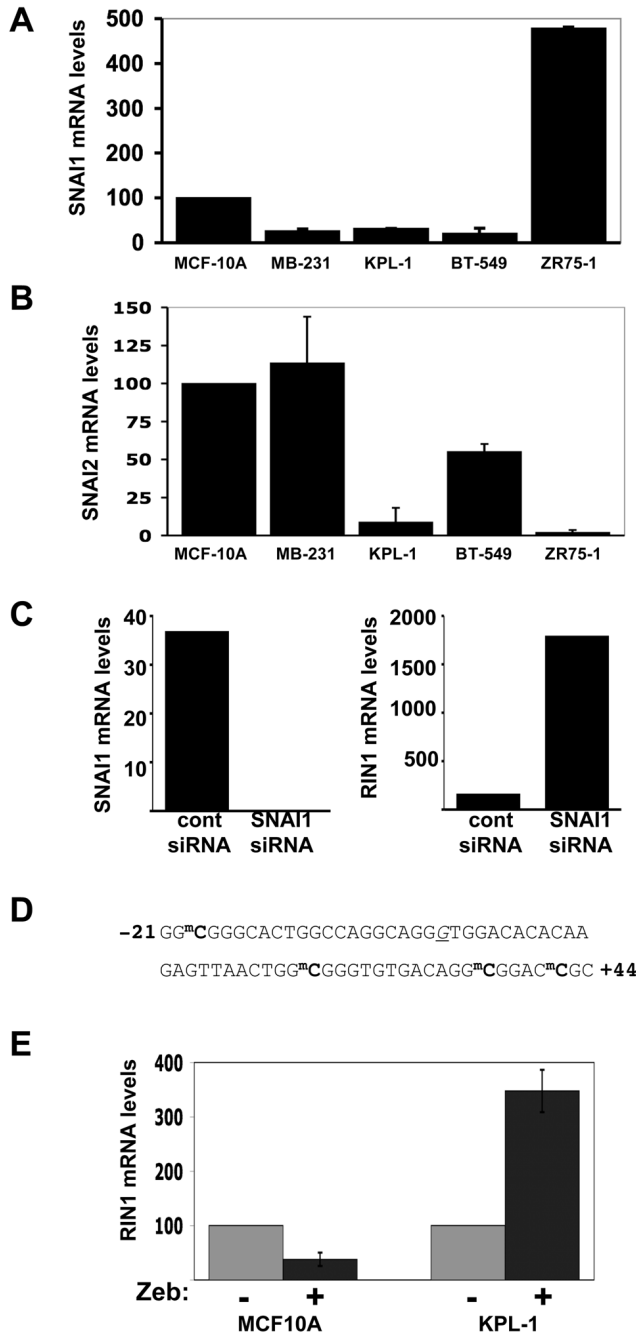 A
SNAI1 mRNA levels
500
400
300
200
100
0
MCF-10A MB-231 KPL-1 BT-549 ZR75-1
B
SNAI2 mRNA levels
150
125
100
75
50
25
0
MCF-10A MB-231 KPL-1 BT-549 ZR75-1
C
SNAI1 mRNA levels
40
30
20
10
cont siRNA
SNAI1 siRNA
RIN1 mRNA levels
2000
1500
1000
500
cont siRNA
SNAI1 siRNA
D
-21 GGmCGGGCACTGGCCAGGCAGGGTGGACACACAA
GAGTTAACTGGmCGGGTGTGACAGGmCGGACmCGC +44
E
RIN1 mRNA levels
400
300
200
100
Zeb: - + - +
MCF10A KPL-1